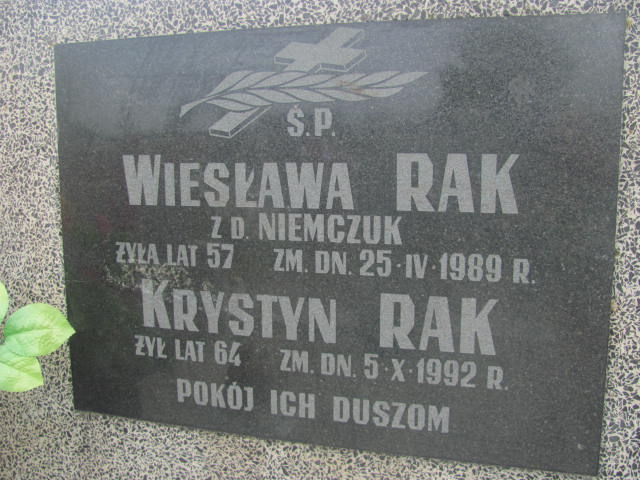 Ś.P.
WIESŁAWA RAK
Z D. NIEMCZUK
ŻYŁA LAT 57 ZM. DN. 25·IV·1989 R.
KRYSTYN RAK
ŻYŁ LAT 64 ZM. DN. 5·X·1992 R.
POKÓJ ICH DUSZOM